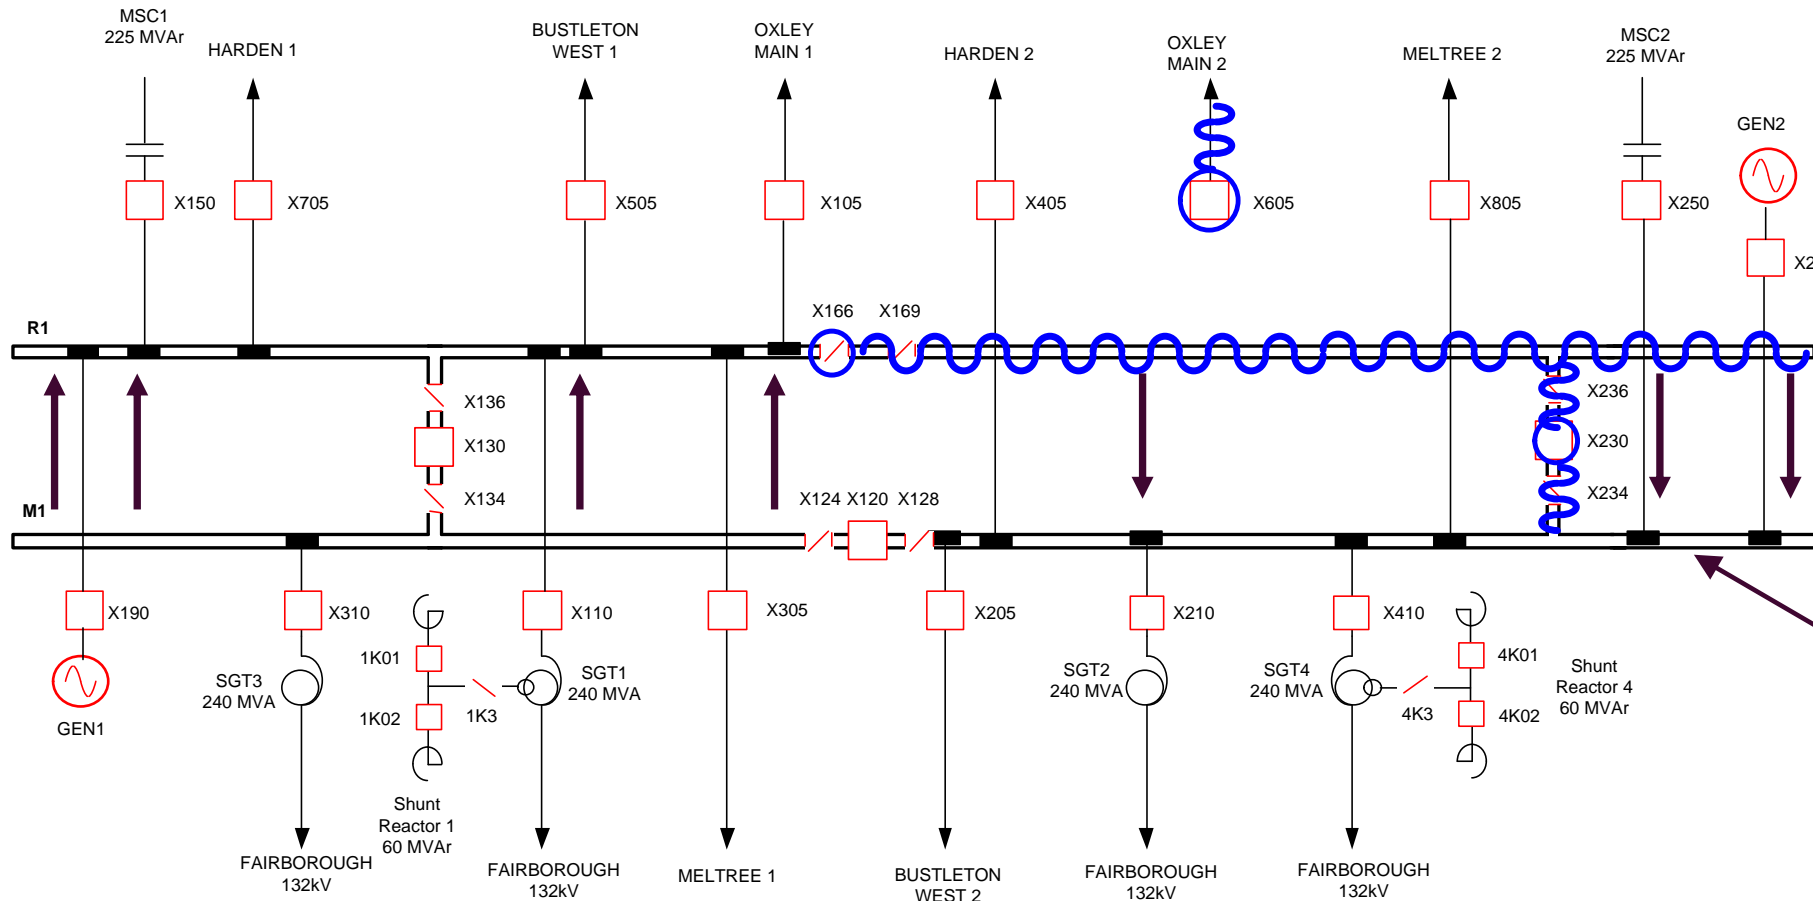 MSC1
225 MVAr
HARDEN 1
BUSTLETON
WEST 1
OXLEY
MAIN 1
HARDEN 2
OXLEY
MAIN 2
MELTREE 2
MSC2
225 MVAr
GEN2
X150
X705
X505
X105
X405
X605
X805
X250
X2
R1
X166
X169
X136
X130
X134
X236
X230
X234
M1
X124
X120
X128
X190
X310
X110
X305
X205
X210
X410
1K01
1K02
1K3
4K01
4K02
4K3
SGT3
240 MVA
SGT1
240 MVA
SGT2
240 MVA
SGT4
240 MVA
Shunt
Reactor 4
60 MVAr
GEN1
Shunt
Reactor 1
60 MVAr
FAIRBOROUGH
132kV
FAIRBOROUGH
132kV
MELTREE 1
BUSTLETON
WEST 2
FAIRBOROUGH
132kV
FAIRBOROUGH
132kV